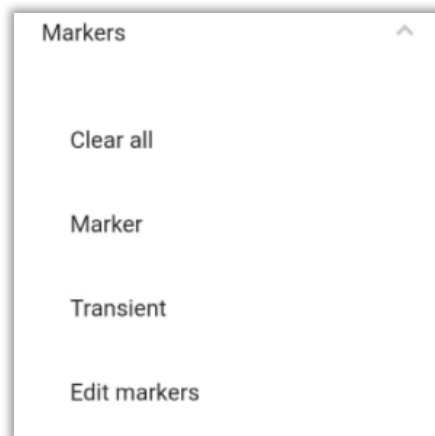 Markers
Clear all
Marker
Transient
Edit markers